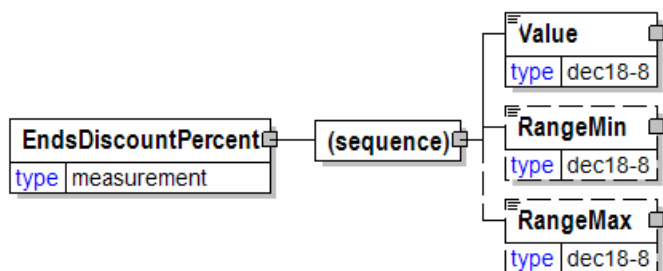 Value
type dec18-8
EndsDiscountPercent
type measurement
(sequence)
RangeMin
type dec18-8
RangeMax
type dec18-8